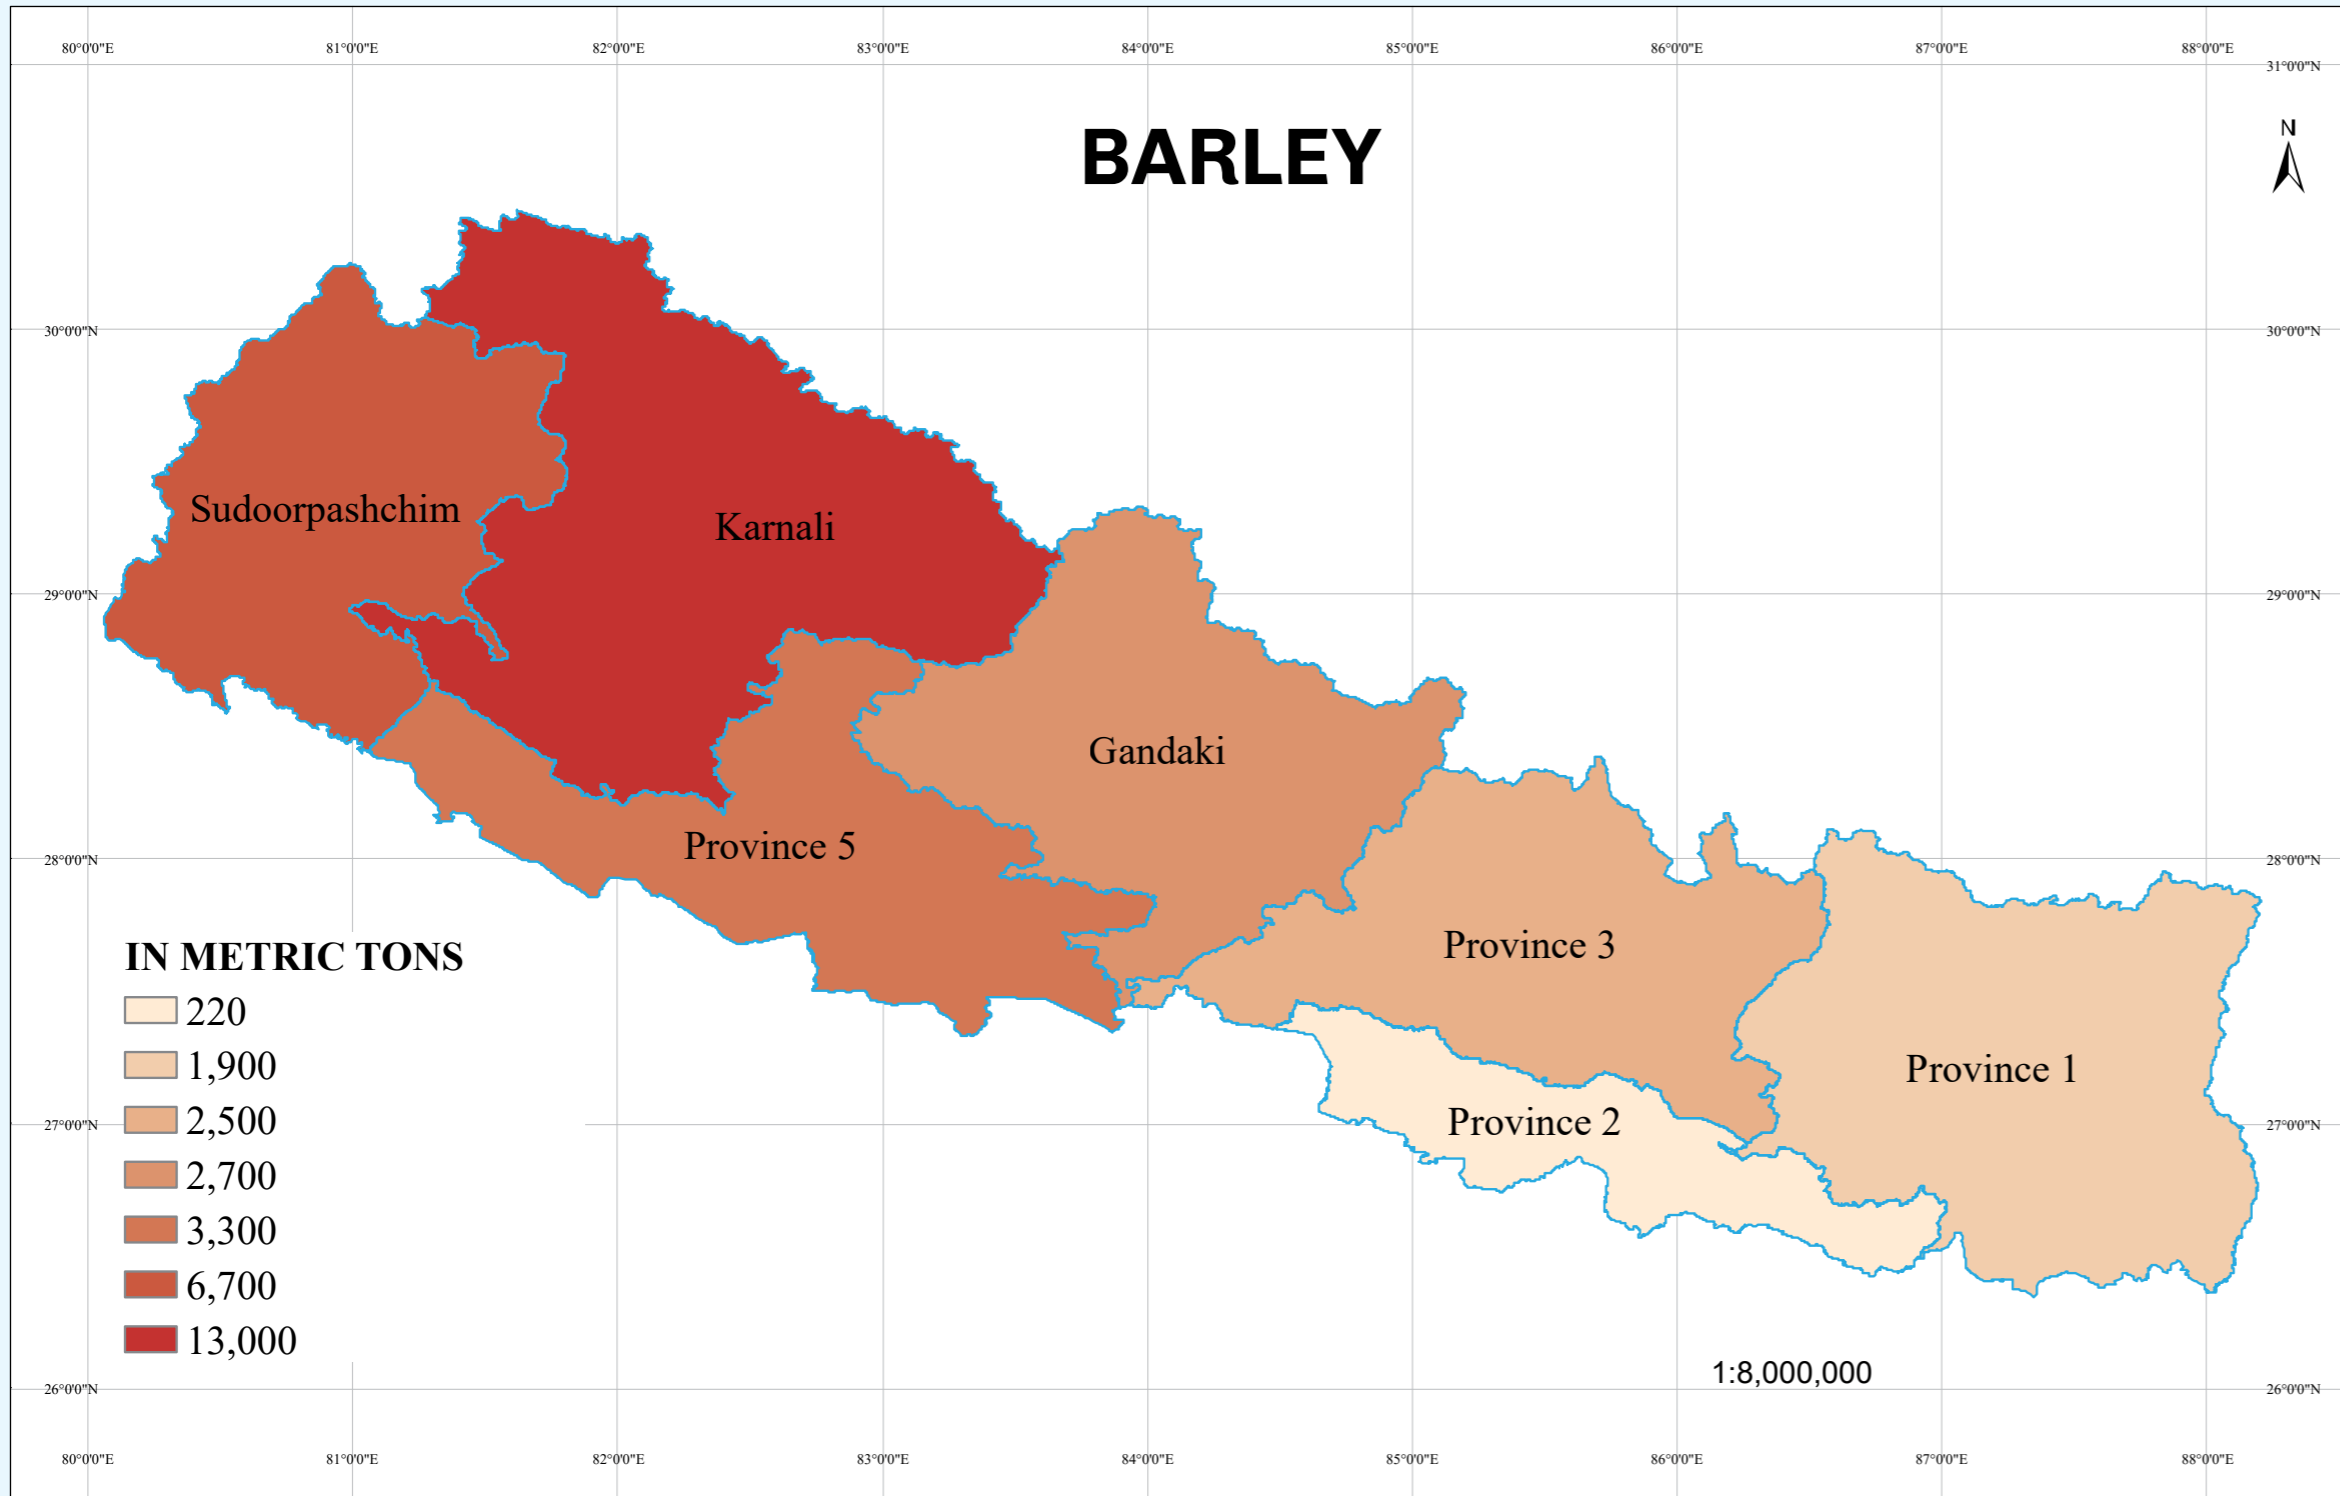 80°0'0"E 81°0'0"E 82°0'0"E 83°0'0"E 84°0'0"E 85°0'0"E 86°0'0"E 87°0'0"E 88°0'0"E
31°0'0"N
N
BARLEY
30°0'0"N 30°0'0"N
Sudoorpashchim
Karnali
29°0'0"N 29°0'0"N
Gandaki
Province 5
28°0'0"N 28°0'0"N
Province 3
Province 1
Province 2
27°0'0"N 27°0'0"N
IN METRIC TONS
220
1,900
2,500
2,700
3,300
6,700
13,000
1:8,000,000
26°0'0"N 26°0'0"N
80°0'0"E 81°0'0"E 82°0'0"E 83°0'0"E 84°0'0"E 85°0'0"E 86°0'0"E 87°0'0"E 88°0'0"E